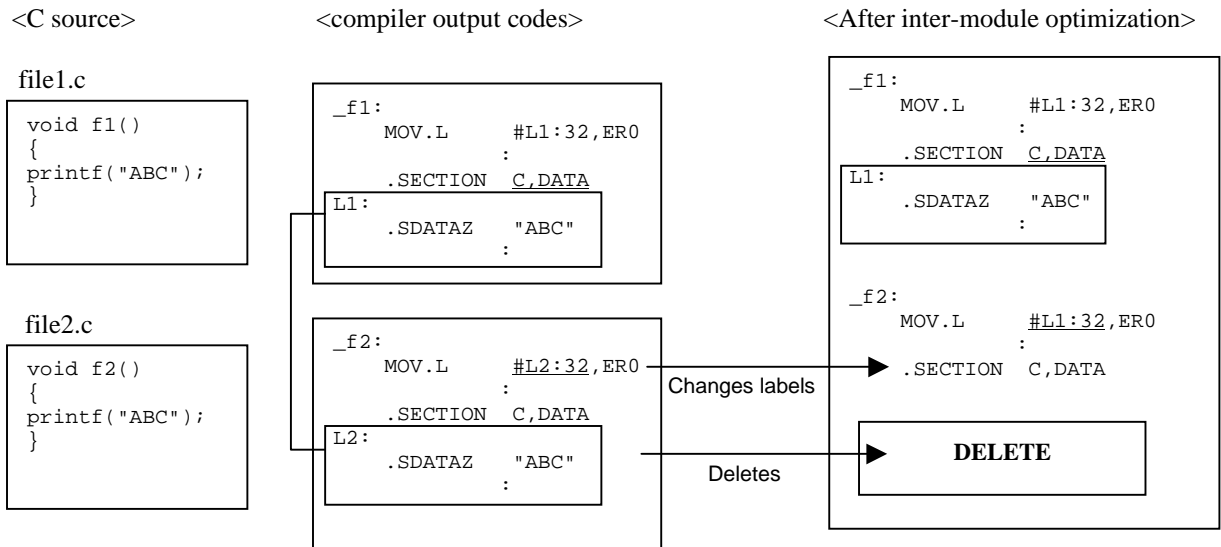 <C source>
<compiler output codes>
<After inter-module optimization>
file1.c
void f1()
{
printf("ABC");
}
file2.c
void f2()
{
printf("ABC");
}
_f1:
MOV.L #L1:32,ER0
:
.SECTION C,DATA
L1:
.SDATAZ "ABC"
:
_f2:
MOV.L #L2:32,ER0
:
.SECTION C,DATA
L2:
.SDATAZ "ABC"
:
Changes labels
Deletes
_f1:
MOV.L #L1:32,ER0
:
.SECTION C,DATA
L1:
.SDATAZ "ABC"
:
_f2:
MOV.L #L1:32,ER0
:
.SECTION C,DATA
DELETE